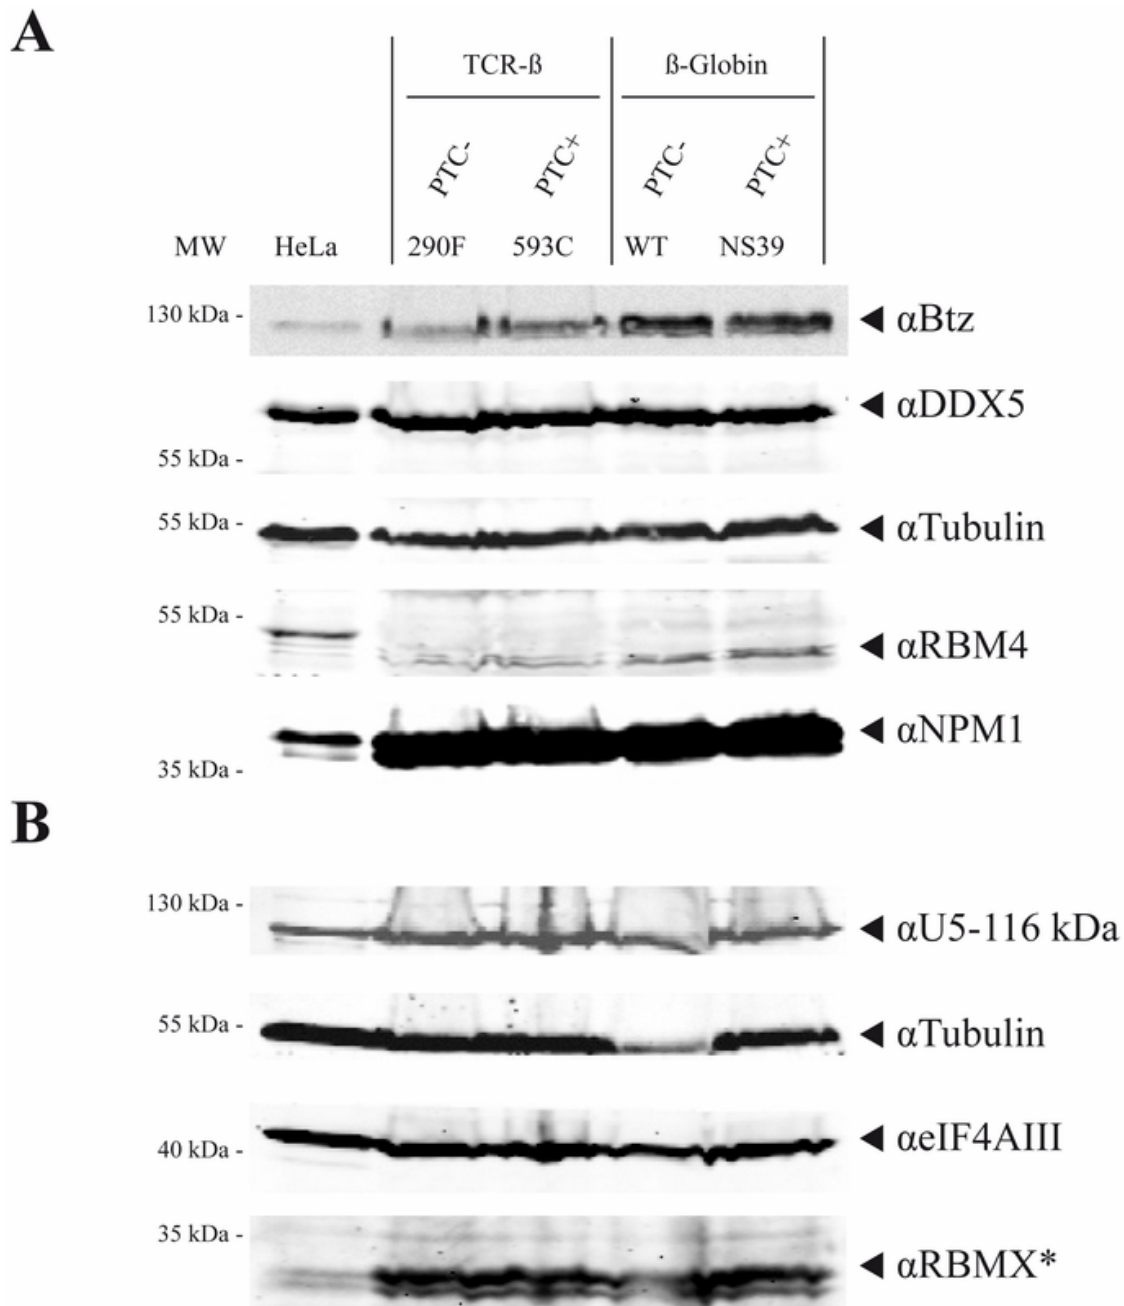 A
TCR-ß ß-Globin
PTC- PTC+ PTC- PTC+
MW HeLa 290F 593C WT NS39
130 kDa - ◀ αBtz
◀ αDDX5
55 kDa -
55 kDa - ◀ αTubulin
55 kDa -
◀ αRBM4
◀ αNPM1
35 kDa -
B
130 kDa -
◀ αU5-116 kDa
55 kDa - ◀ αTubulin
40 kDa - ◀ αeIF4AIII
35 kDa -
◀ αRBMX*